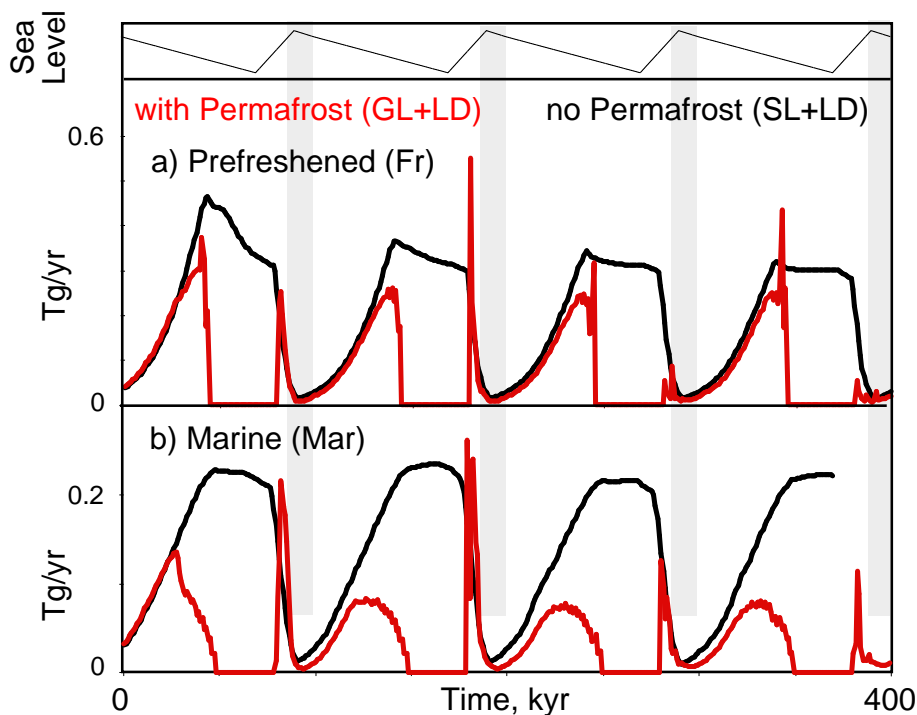 Sea
Level
with Permafrost (GL+LD)
no Permafrost (SL+LD)
0.6
a) Prefreshened (Fr)
Tg/yr
0
b) Marine (Mar)
0.2
Tg/yr
0
0
Time, kyr
400